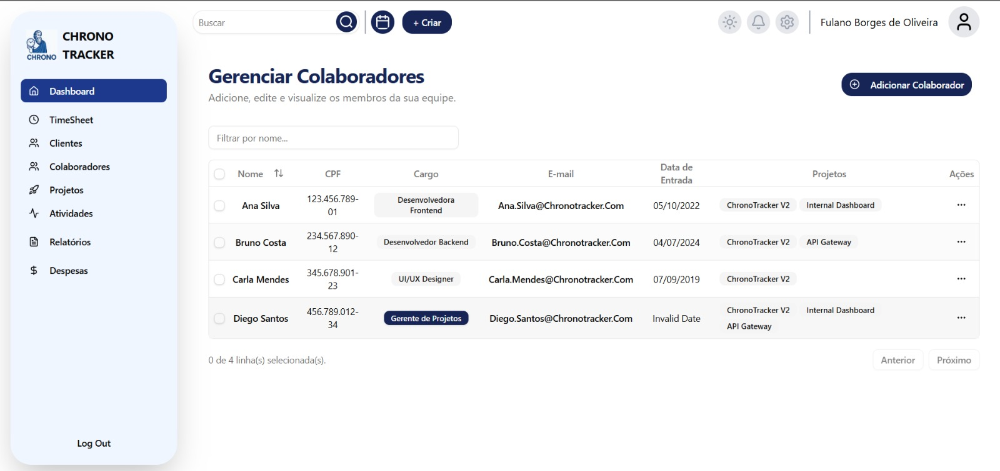 CHRONO
CHRONO
TRACKER
Dashboard
TimeSheet
Clientes
Colaboradores
Projetos
Atividades
Relatórios
Despesas
Log Out
Buscar
+ Criar
Fulano Borges de Oliveira
Gerenciar Colaboradores
Adicione, edite e visualize os membros da sua equipe.
Adicionar Colaborador
Filtrar por nome...
Nome CPF Cargo E-mail Data de Entrada Projetos Ações
Ana Silva 123.456.789-01 Desenvolvedora Frontend Ana.Silva@Chronotracker.Com 05/10/2022 ChronoTracker V2 Internal Dashboard ...
Bruno Costa 234.567.890-12 Desenvolvedor Backend Bruno.Costa@Chronotracker.Com 04/07/2024 ChronoTracker V2 API Gateway ...
Carla Mendes 345.678.901-23 UI/UX Designer Carla.Mendes@Chronotracker.Com 07/09/2019 ChronoTracker V2 ...
Diego Santos 456.789.012-34 Gerente de Projetos Diego.Santos@Chronotracker.Com Invalid Date ChronoTracker V2 Internal Dashboard API Gateway ...
0 de 4 linha(s) selecionada(s).
Anterior Próximo